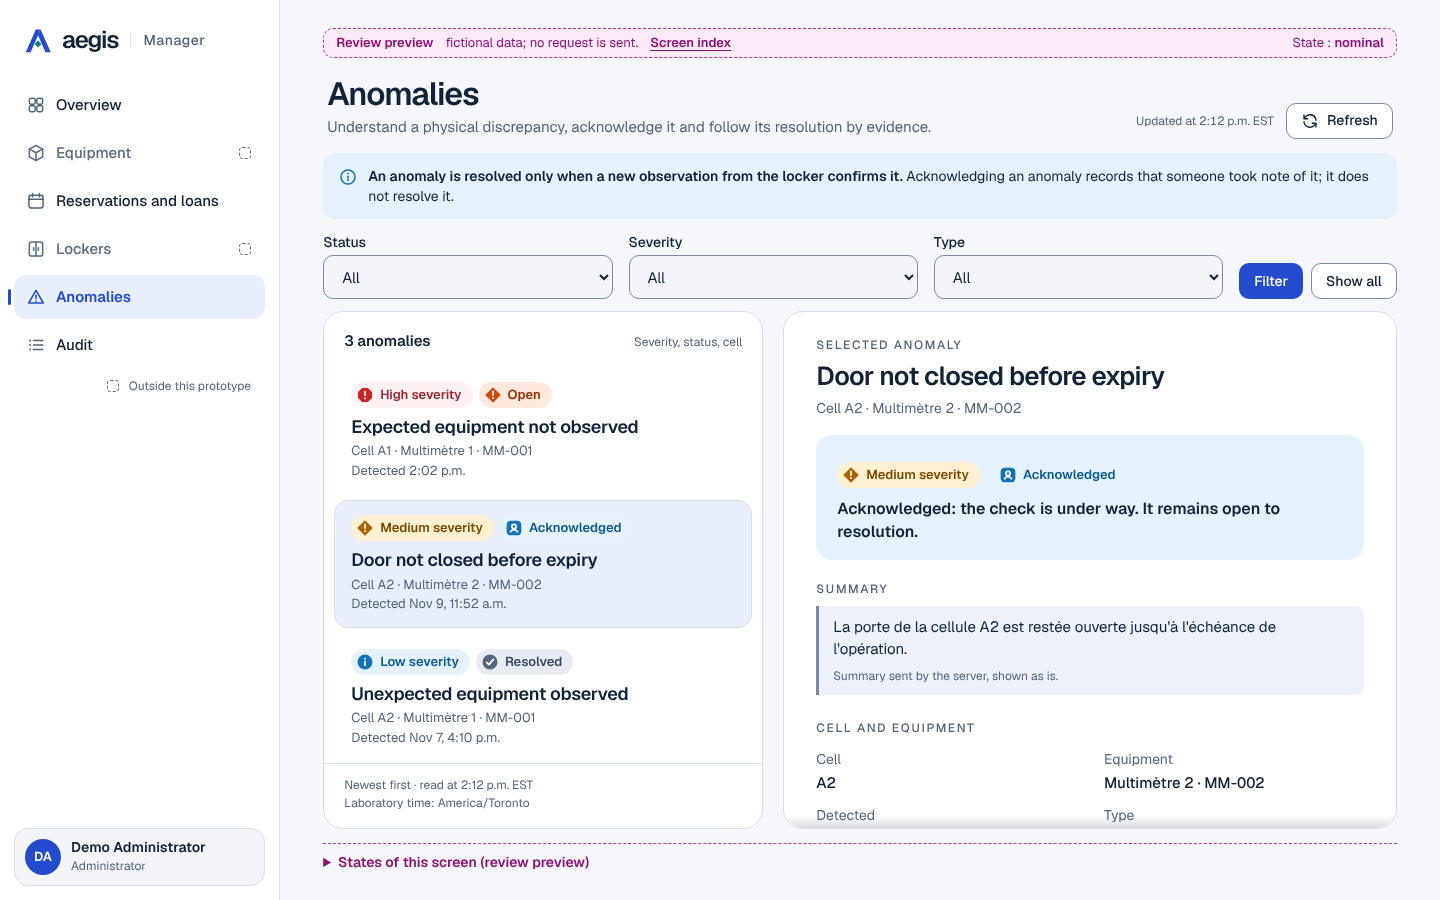 aegis Manager
Overview
Equipment
Reservations and loans
Lockers
Anomalies
Audit
Outside this prototype
DA
Demo Administrator
Administrator
Review preview fictional data; no request is sent. Screen index State : nominal
Anomalies
Understand a physical discrepancy, acknowledge it and follow its resolution by evidence.
Updated at 2:12 p.m. EST
Refresh
An anomaly is resolved only when a new observation from the locker confirms it. Acknowledging an anomaly records that someone took note of it; it does
not resolve it.
Status
All
Severity
All
Type
All
Filter
Show all
3 anomalies
Severity, status, cell
High severity Open
Expected equipment not observed
Cell A1 · Multimètre 1 · MM-001
Detected 2:02 p.m.
Medium severity Acknowledged
Door not closed before expiry
Cell A2 · Multimètre 2 · MM-002
Detected Nov 9, 11:52 a.m.
Low severity Resolved
Unexpected equipment observed
Cell A2 · Multimètre 1 · MM-001
Detected Nov 7, 4:10 p.m.
Newest first · read at 2:12 p.m. EST
Laboratory time: America/Toronto
SELECTED ANOMALY
Door not closed before expiry
Cell A2 · Multimètre 2 · MM-002
Medium severity Acknowledged
Acknowledged: the check is under way. It remains open to
resolution.
SUMMARY
La porte de la cellule A2 est restée ouverte jusqu'à l'échéance de
l'opération.
Summary sent by the server, shown as is.
CELL AND EQUIPMENT
Cell
A2
Equipment
Multimètre 2 · MM-002
Detected
Type
States of this screen (review preview)